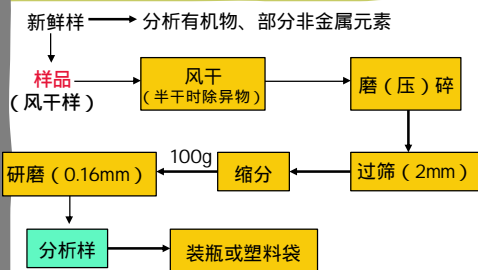 新鲜样
分析有机物、部分非金属元素
样品
(风干样)
风干
(半干时除异物)
磨(压)碎
过筛(2mm)
缩分
100g
研磨(0.16mm)
分析样
装瓶或塑料袋